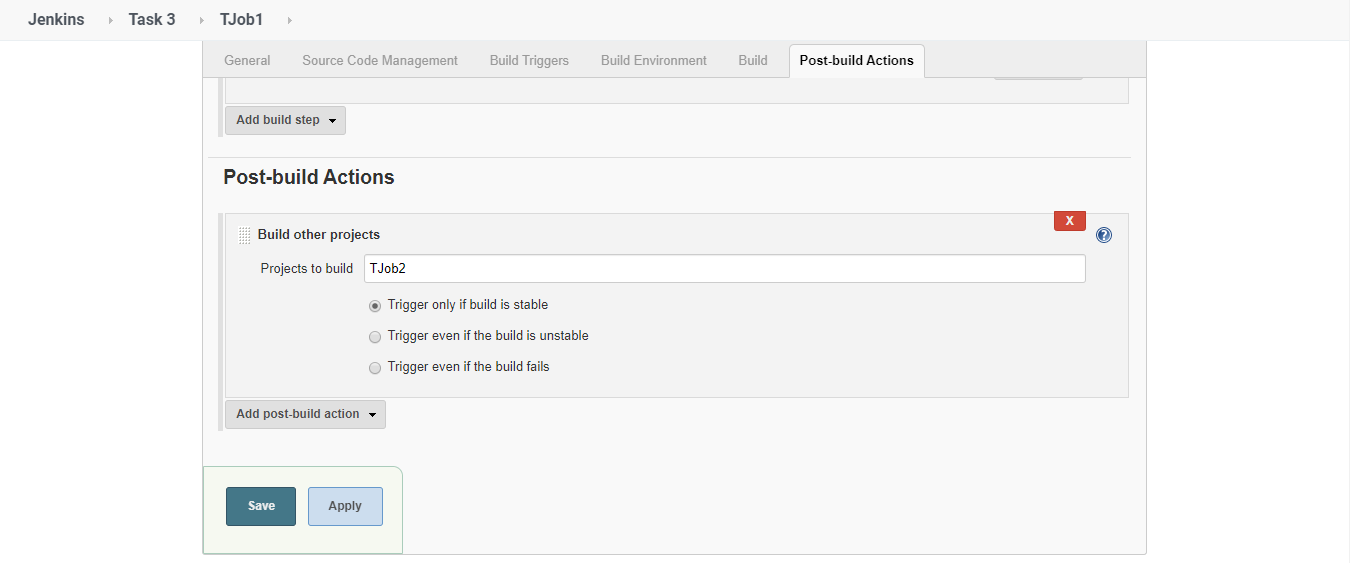 Jenkins Task 3 TJob1
General Source Code Management Build Triggers Build Environment Build Post-build Actions
Add build step
Post-build Actions
X
Build other projects
?
Projects to build TJob2
Trigger only if build is stable
Trigger even if the build is unstable
Trigger even if the build fails
Add post-build action
Save Apply